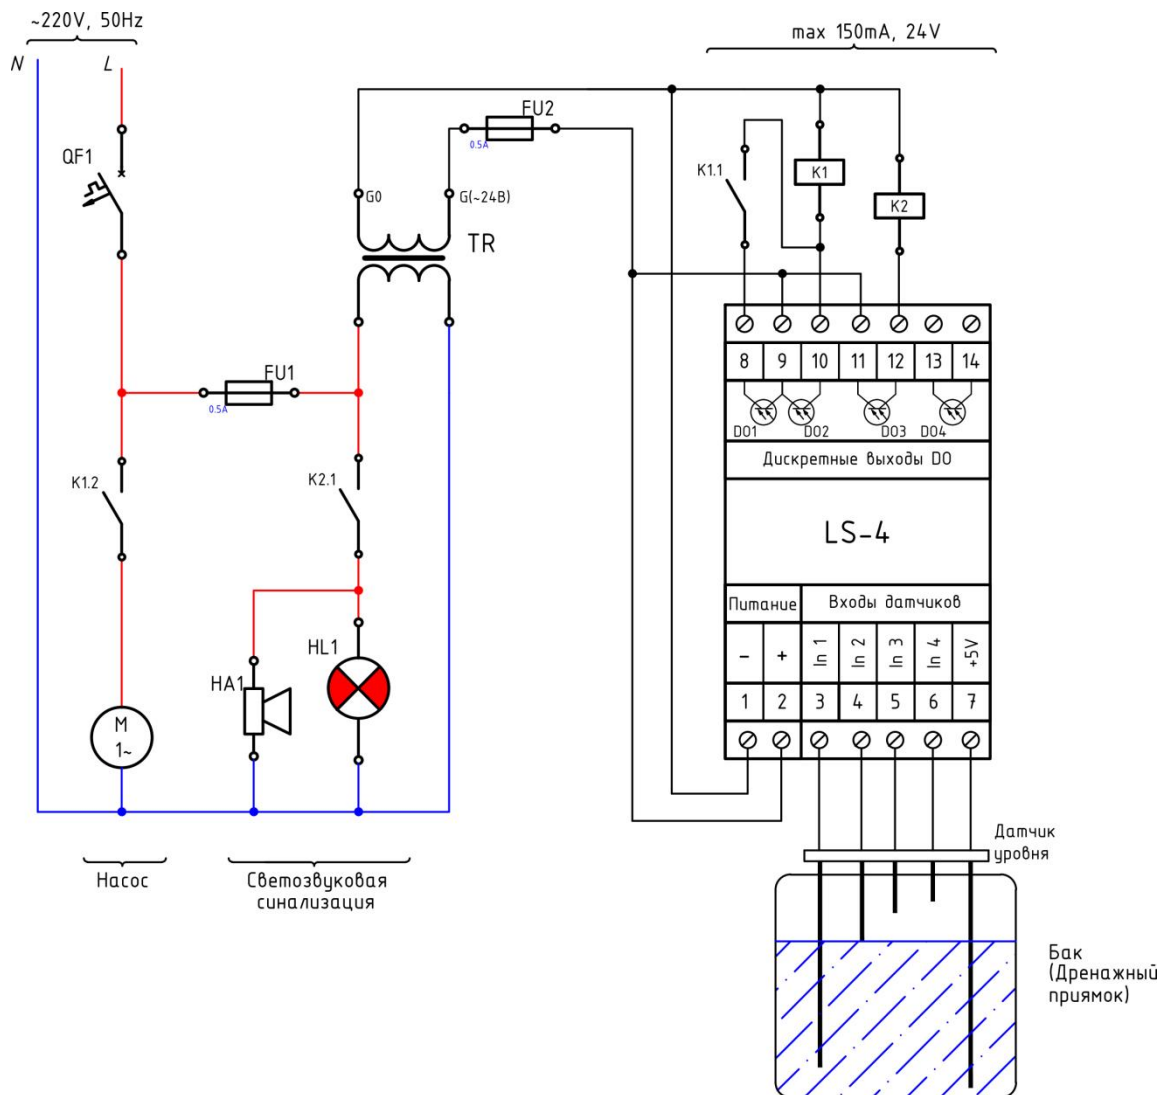 ~220V, 50Hz
N
L
max 150mA, 24V
QF1
FU2
0.5A
G0
G(~24В)
TR
K1.1
K1
K2
FU1
0.5A
8 9 10 11 12 13 14
DO1 DO2 DO3 DO4
Дискретные выходы DO
LS-4
K1.2
K2.1
Питание
Входы датчиков
- + In 1 In 2 In 3 In 4 +5V
1 2 3 4 5 6 7
HA1
HL1
M
1~
Насос
Светозвуковая
синализация
Датчик
уровня
Бак
(Дренажный
приямок)